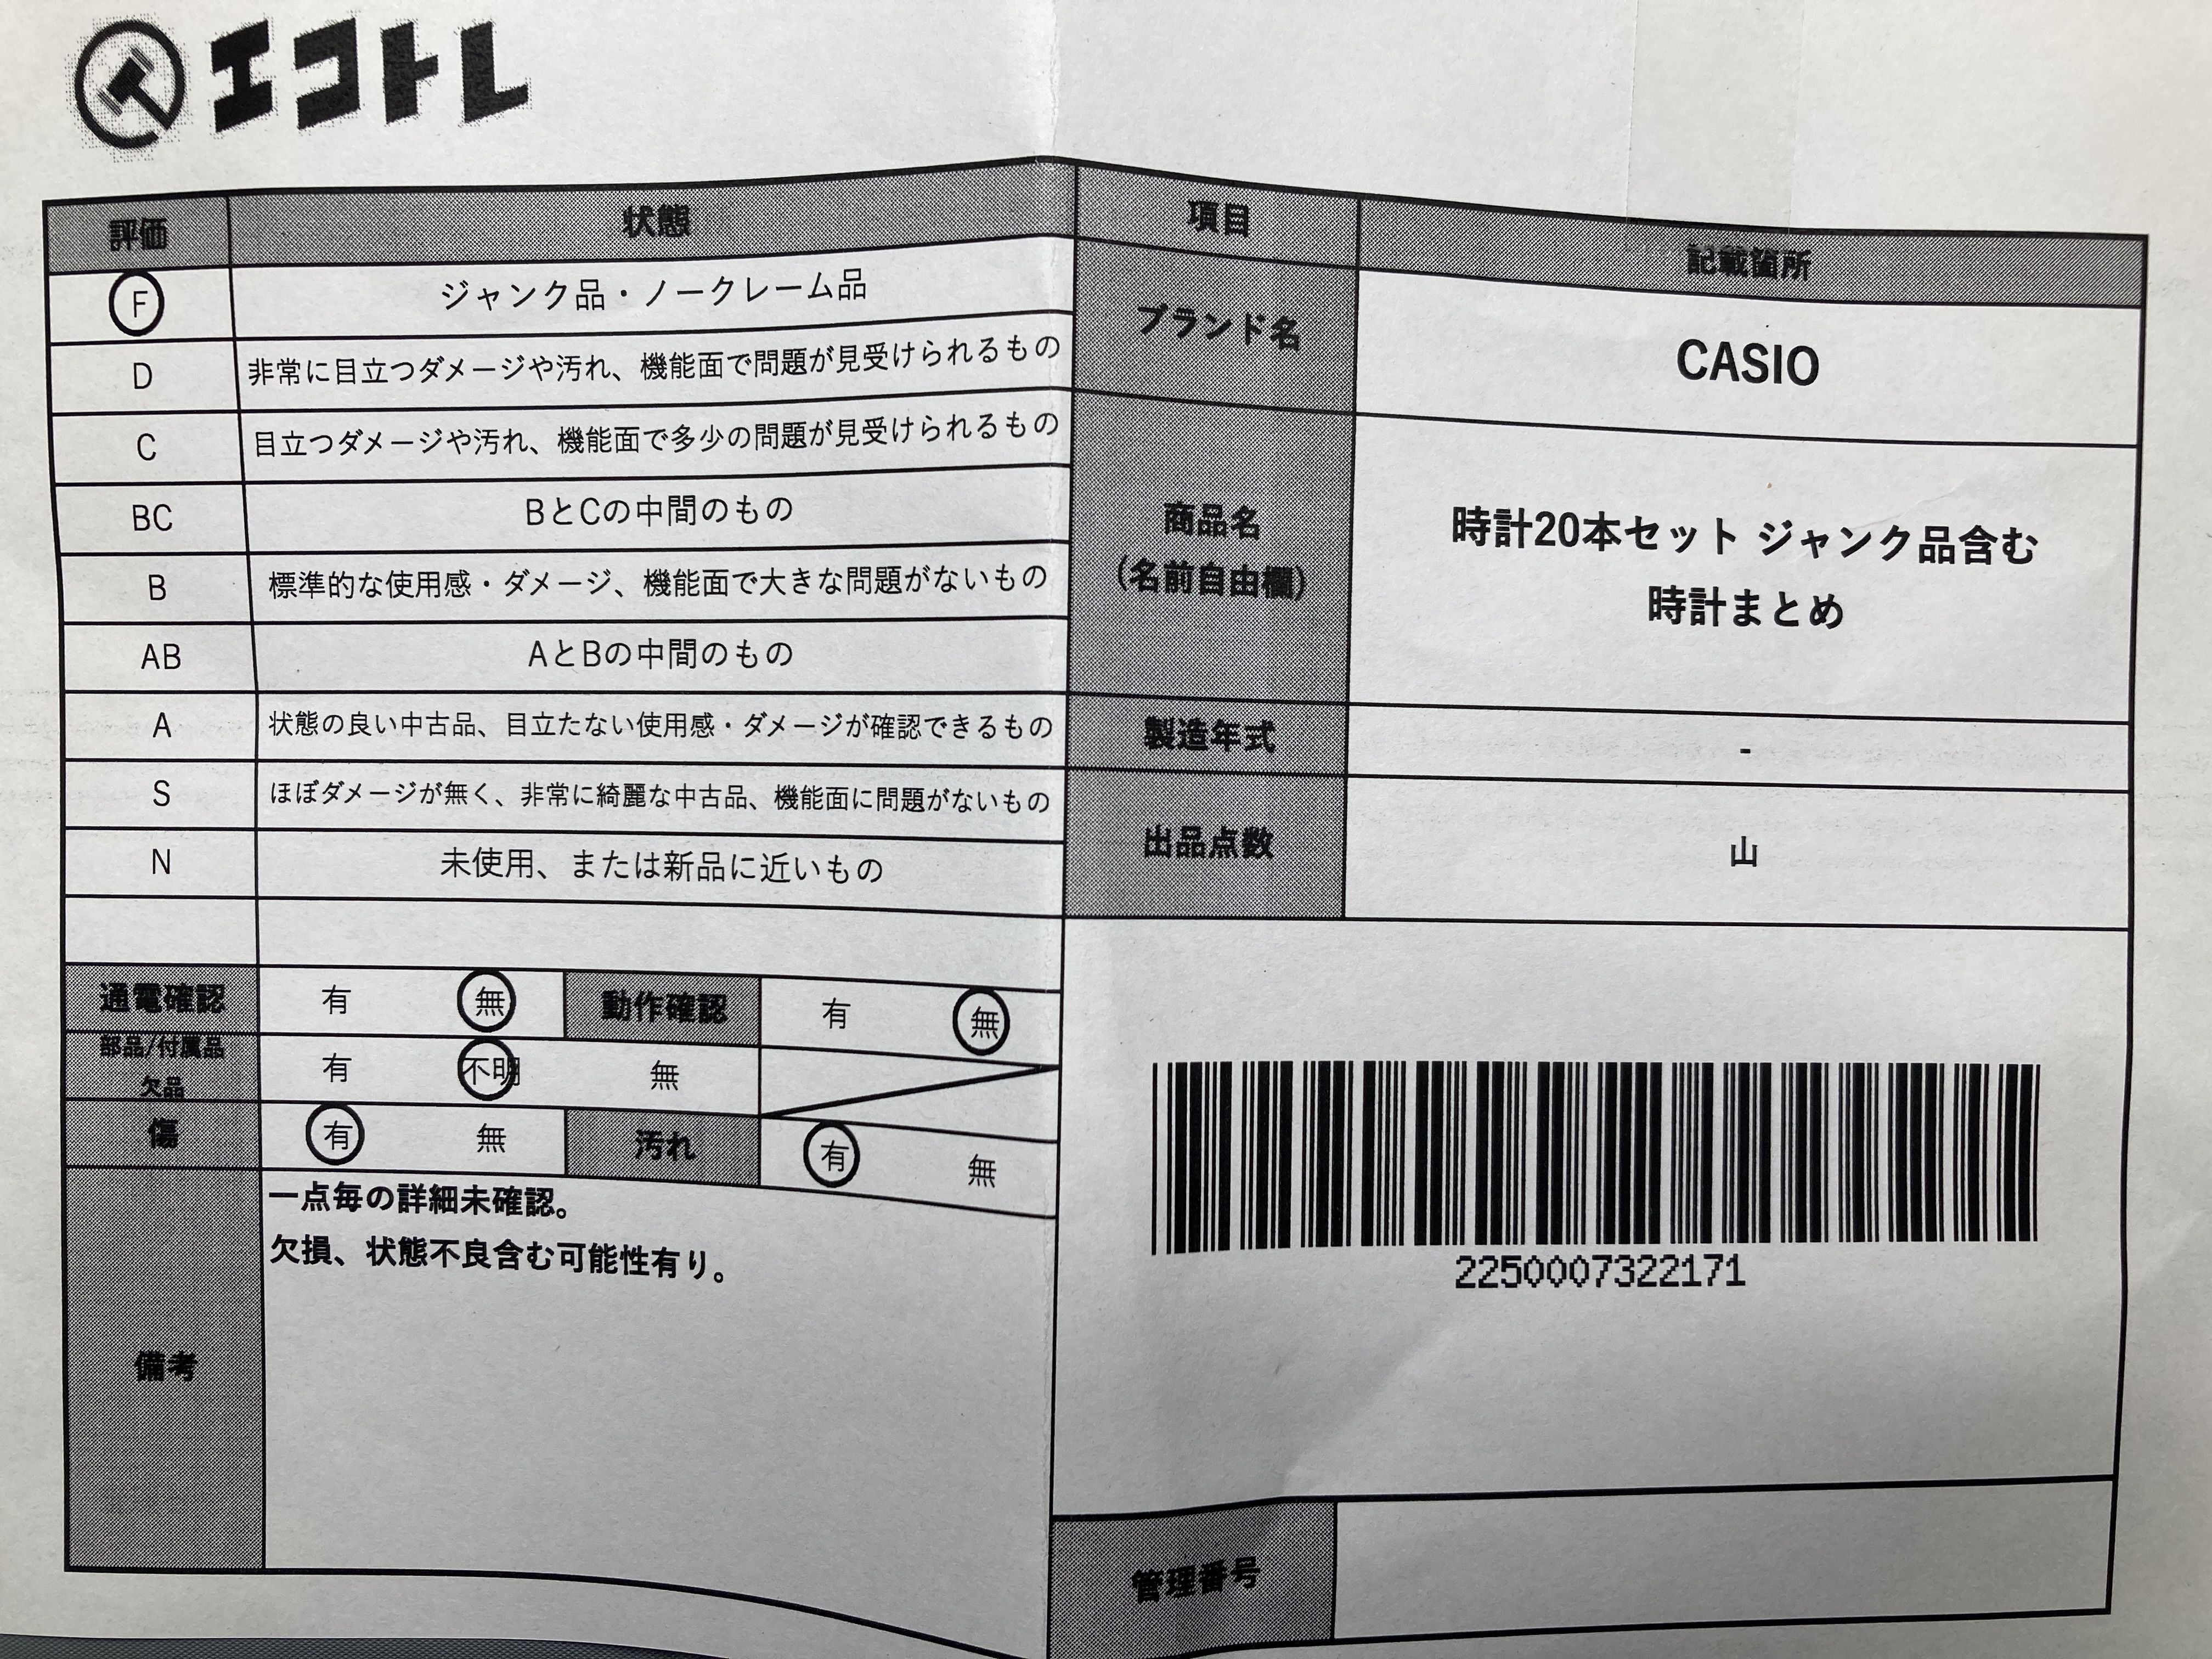 エコトレ
評価 状態
F ジャンク品・ノークレーム品
D 非常に目立つダメージや汚れ、機能面で問題が見受けられるもの
C 目立つダメージや汚れ、機能面で多少の問題が見受けられるもの
BC BとCの中間のもの
B 標準的な使用感・ダメージ、機能面で大きな問題がないもの
AB AとBの中間のもの
A 状態の良い中古品、目立たない使用感・ダメージが確認できるもの
S ほぼダメージが無く、非常に綺麗な中古品、機能面に問題がないもの
N 未使用、または新品に近いもの
通電確認 有 無 動作確認 有 無
部品/付属品
欠品 有 不明 無
傷 有 無 汚れ 有 無
備考
一点毎の詳細未確認。
欠損、状態不良含む可能性有り。
項目 記載箇所
ブランド名 CASIO
商品名
(名前自由欄)
時計20本セット ジャンク品含む
時計まとめ
製造年式 -
出品点数 山
2250007322171
管理番号